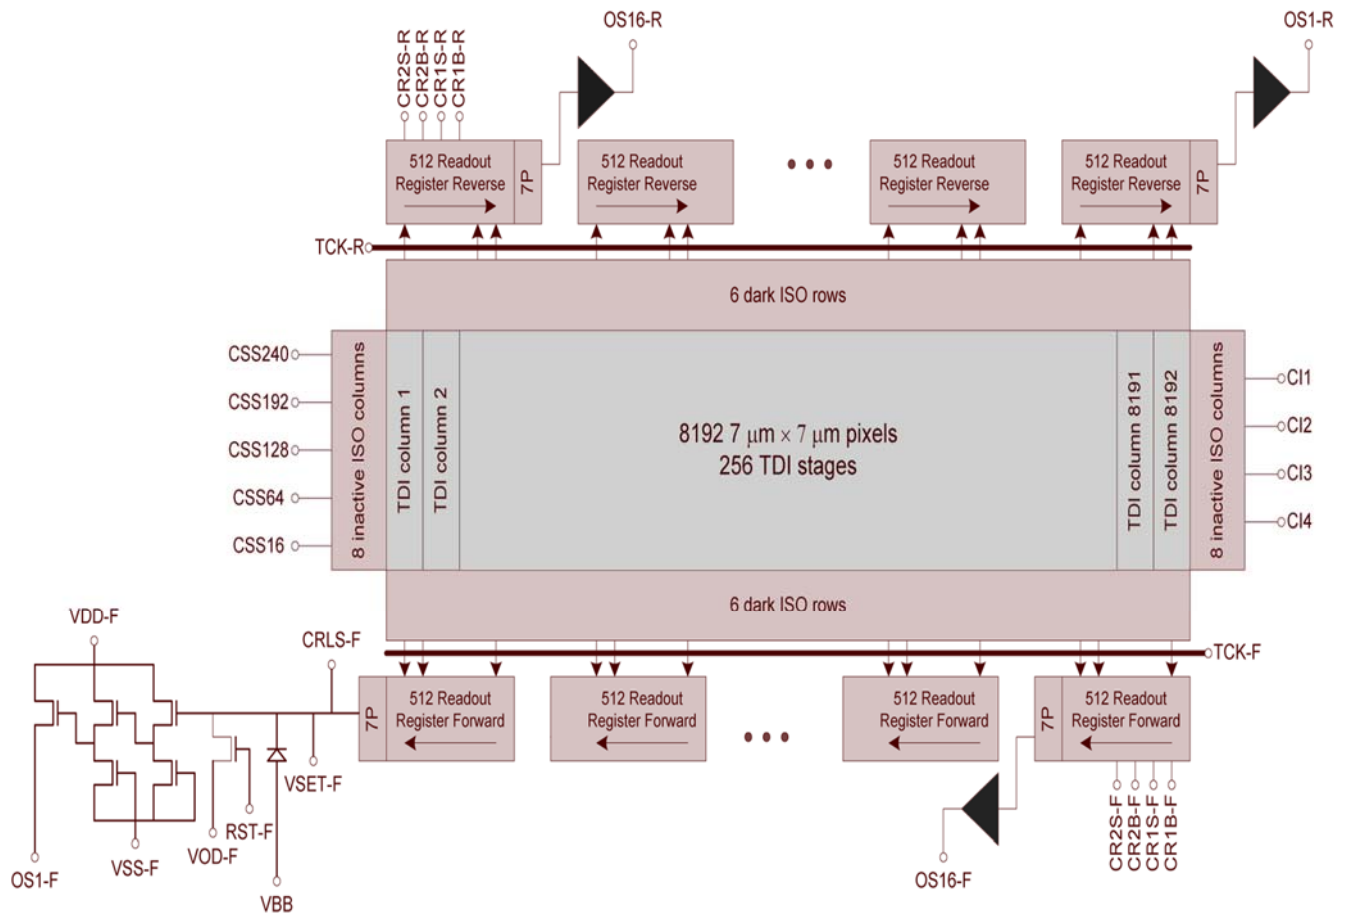 OS16-R
OS1-R
CR2S-R
CR2B-R
CR1S-R
CR1B-R
512 Readout
Register Reverse
7P
512 Readout
Register Reverse
512 Readout
Register Reverse
512 Readout
Register Reverse
7P
TCK-R
6 dark ISO rows
CSS240
CSS192
CSS128
CSS64
CSS16
8 inactive ISO columns
TDI column 1
TDI column 2
8192 7 μm × 7 μm pixels
256 TDI stages
TDI column 8191
TDI column 8192
8 inactive ISO columns
CI1
CI2
CI3
CI4
6 dark ISO rows
VDD-F
CRLS-F
TCK-F
7P
512 Readout
Register Forward
512 Readout
Register Forward
512 Readout
Register Forward
7P
512 Readout
Register Forward
VSET-F
RST-F
VOD-F
VSS-F
OS1-F
VBB
OS16-F
CR2S-F
CR2B-F
CR1S-F
CR1B-F